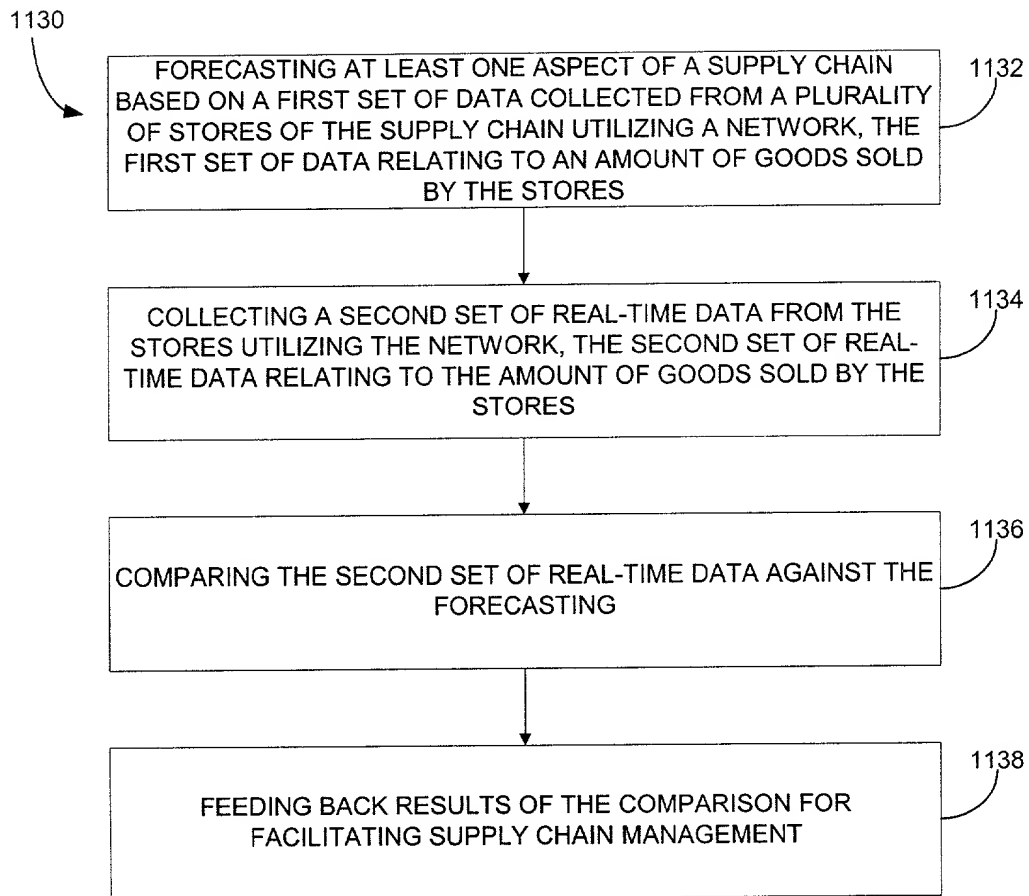 1130
FORECASTING AT LEAST ONE ASPECT OF A SUPPLY CHAIN
BASED ON A FIRST SET OF DATA COLLECTED FROM A PLURALITY
OF STORES OF THE SUPPLY CHAIN UTILIZING A NETWORK, THE
FIRST SET OF DATA RELATING TO AN AMOUNT OF GOODS SOLD
BY THE STORES
1132
COLLECTING A SECOND SET OF REAL-TIME DATA FROM THE
STORES UTILIZING THE NETWORK, THE SECOND SET OF REAL-
TIME DATA RELATING TO THE AMOUNT OF GOODS SOLD BY THE
STORES
1134
COMPARING THE SECOND SET OF REAL-TIME DATA AGAINST THE
FORECASTING
1136
FEEDING BACK RESULTS OF THE COMPARISON FOR
FACILITATING SUPPLY CHAIN MANAGEMENT
1138